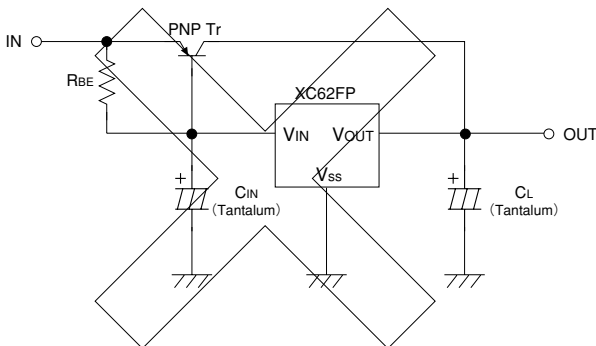 PNP Tr
IN
RBE
XC62FP
VIN
VOUT
OUT
Vss
+
CIN
(Tantalum)
+
CL
(Tantalum)